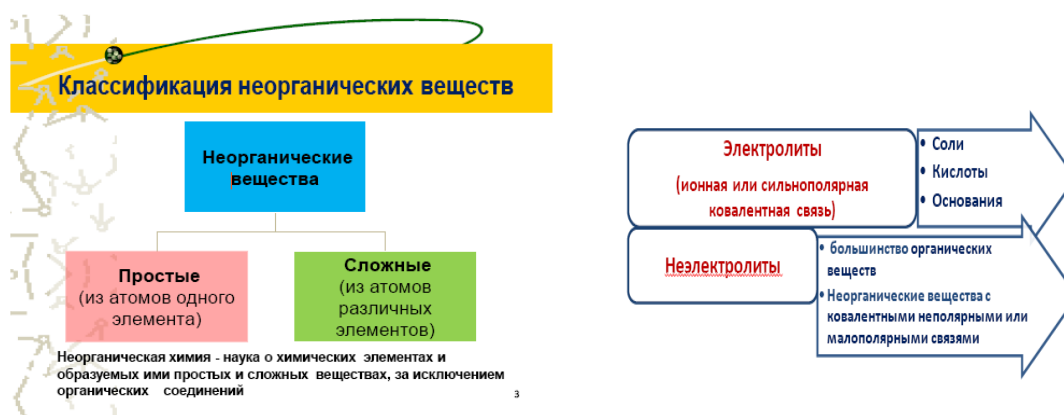 Классификация неорганических веществ
Неорганические
вещества
Простые
(из атомов одного
элемента)
Сложные
(из атомов
различных
элементов)
Неорганическая химия - наука о химических элементах и
образуемых ими простых и сложных веществах, за исключением
органических соединений
3
Электролиты
(ионная или сильнополярная
ковалентная связь)
• Соли
• Кислоты
• Основания
Неэлектролиты
• большинство органических
веществ
• Неорганические вещества с
ковалентными неполярными или
малополярными связями